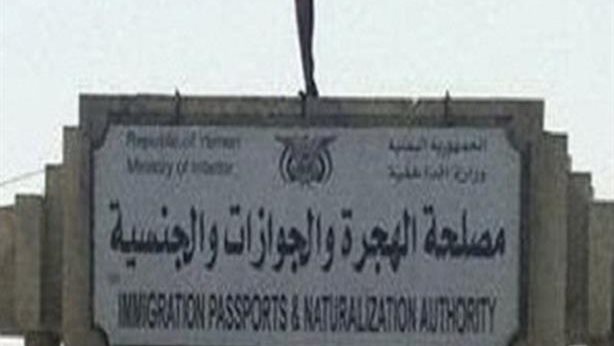 Republic of Yemen
Ministry of Interior
الجمهورية اليمنية
وزارة الداخلية
مصلحة الهجرة والجوازات والجنسية
IMMIGRATION PASSPORTS & NATURALIZATION AUTHORITY